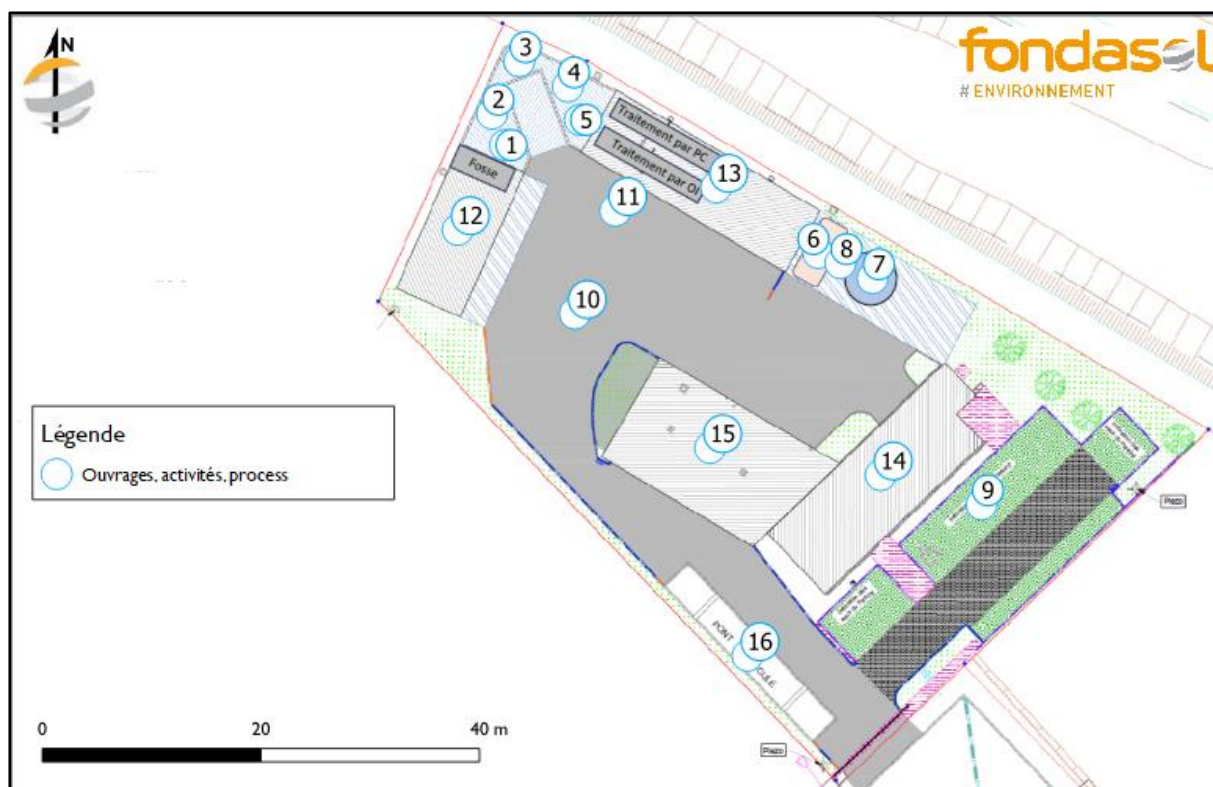 N
fondasol
# ENVIRONNEMENT
3
4
2
5
1
Traitement par PC
Traitement par OI
Fosse
13
12
11
6
8
7
10
15
14
9
Piezo
Légende
Ouvrages, activités, process
PONT
16
0
20
40 m
Piezo